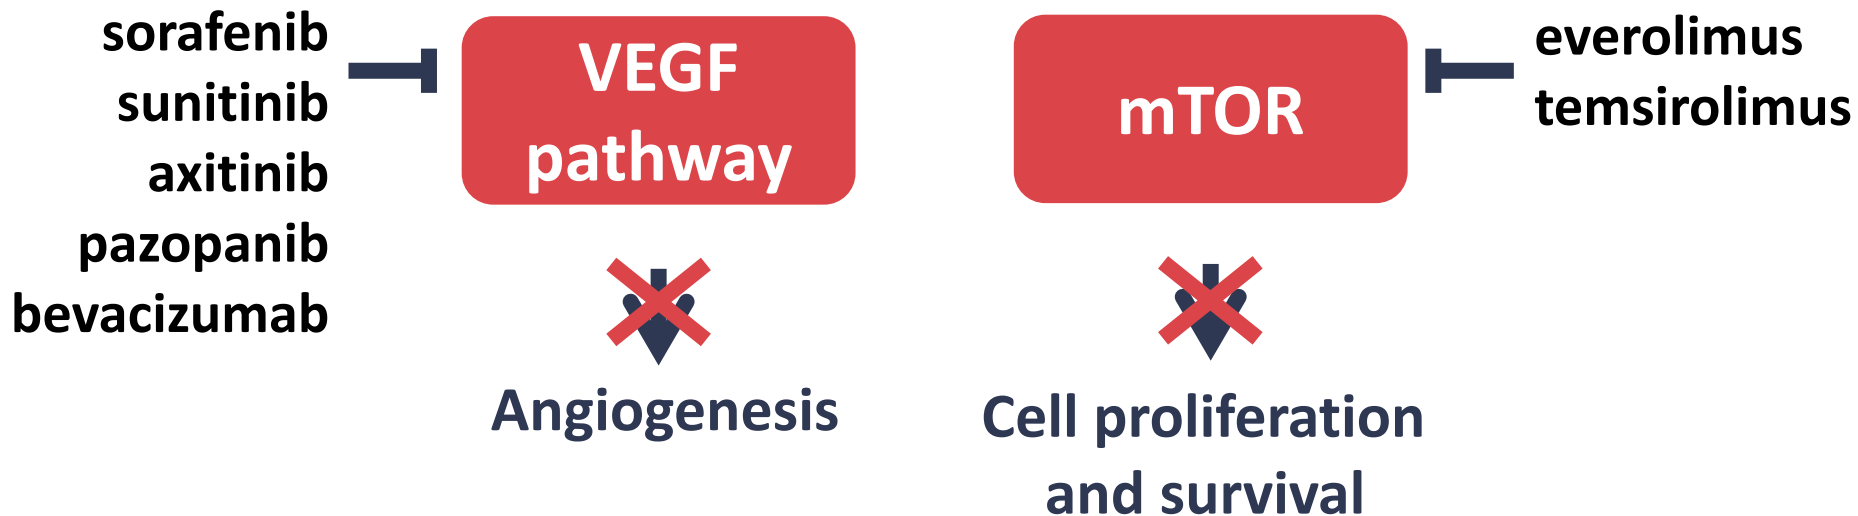 sorafenib
sunitinib
axitinib
pazopanib
bevacizumab
VEGF
pathway
Angiogenesis
mTOR
Cell proliferation
and survival
everolimus
temsirolimus